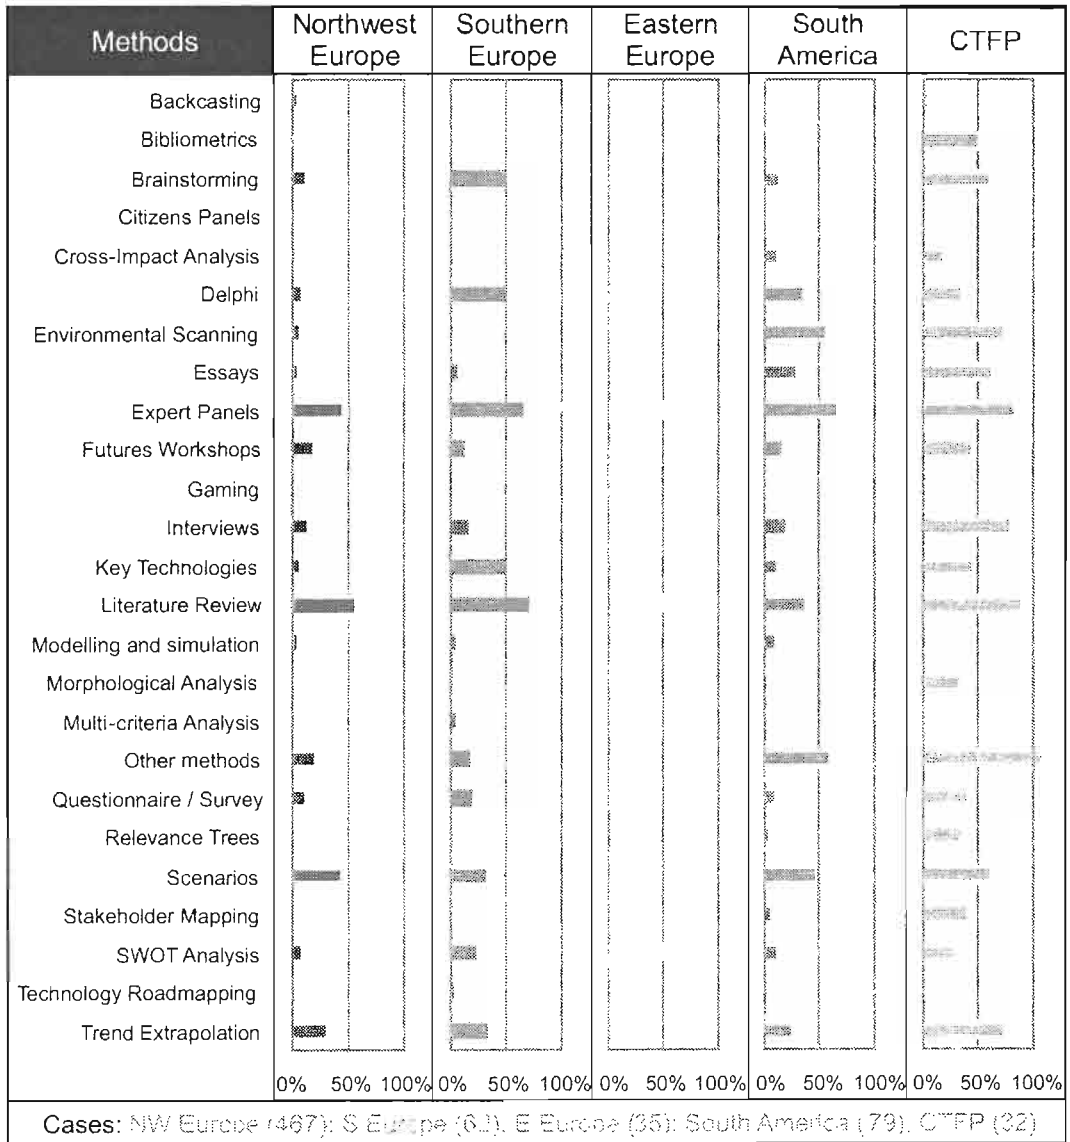 Methods
Northwest Europe
Southern Europe
Eastern Europe
South America
CTFP
Backcasting
Bibliometrics
Brainstorming
Citizens Panels
Cross-Impact Analysis
Delphi
Environmental Scanning
Essays
Expert Panels
Futures Workshops
Gaming
Interviews
Key Technologies
Literature Review
Modelling and simulation
Morphological Analysis
Multi-criteria Analysis
Other methods
Questionnaire / Survey
Relevance Trees
Scenarios
Stakeholder Mapping
SWOT Analysis
Technology Roadmapping
Trend Extrapolation
0% 50% 100% 0% 50% 100% 0% 50% 100% 0% 50% 100% 0% 50% 100%
Cases: NW Europe (467); S Europe E Europe (35); South America (79), CTFP (32)